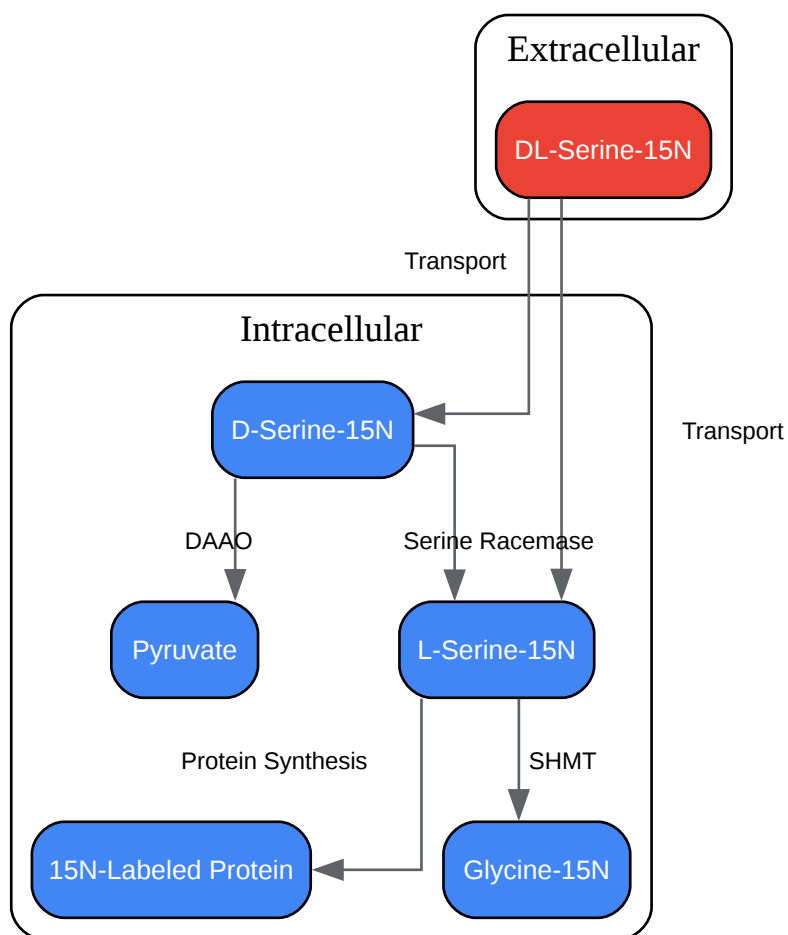 Extracellular
DL-Serine-15N
Transport
Intracellular
D-Serine-15N
Transport
DAAO
Serine Racemase
Pyruvate
L-Serine-15N
Protein Synthesis
SHMT
15N-Labeled Protein
Glycine-15N